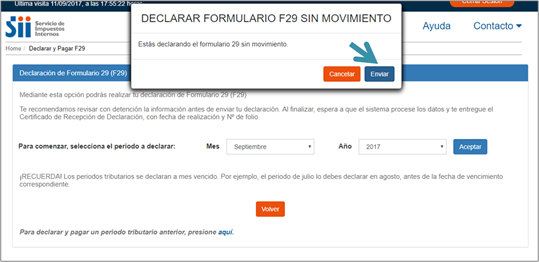 Última visita 11/09/2017, a las 17:55:22 ho
DECLARAR FORMULARIO F29 SIN MOVIMIENTO
Estás declarando el formulario 29 sin movimiento.
Cancelar Enviar
Sii Servicio de
Impuestos
Internos
Ayuda Contacto
Home / Declarar y Pagar F29
Declaración de Formulario 29 (F29)
Mediante esta opción podrás realizar tu declaración de Formulario 29 (F29)
Te recomendamos revisar con detención la información antes de enviar tu declaración. Al finalizar, espera a que el sistema procese los datos y te entregue el
Certificado de Recepción de Declaración, con fecha de realización y Nº de folio.
Para comenzar, selecciona el período a declarar: Mes Septiembre Año 2017 Aceptar
¡RECUERDA! Los periodos tributarios se declaran a mes vencido. Por ejemplo, el periodo de julio lo debes declarar en agosto, antes de la fecha de vencimiento
correspondiente.
Volver
Para declarar y pagar un período tributario anterior, presione aquí.